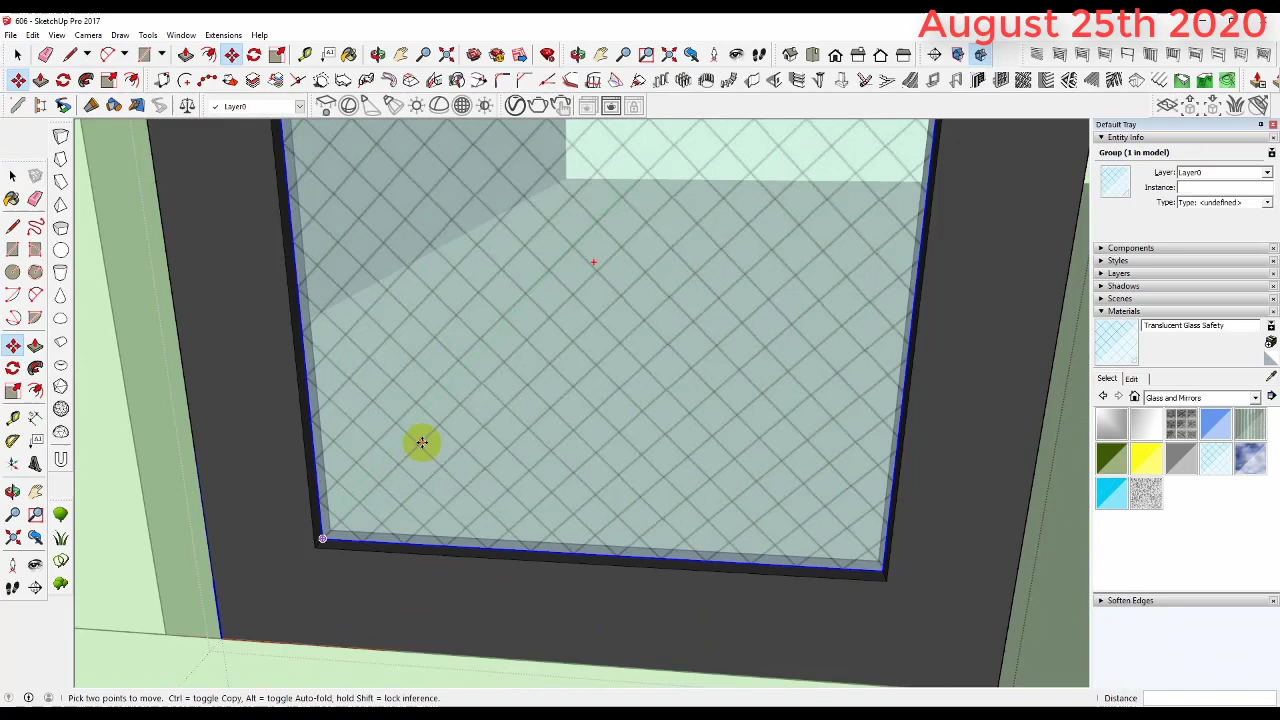 606 - SketchUp Pro 2017
August 25th 2020
File Edit View Camera Draw Tools Window Extensions Help
Layer0
Default Tray
Entity Info
Group (1 in model)
Layer: Layer0
Instance:
Type: Type: <undefined>
Components
Styles
Layers
Shadows
Scenes
Materials
Translucent Glass Safety
Select Edit
Glass and Mirrors
Soften Edges
Pick two points to move. Ctrl = toggle Copy, Alt = toggle Auto-fold, hold Shift = lock inference.
Distance